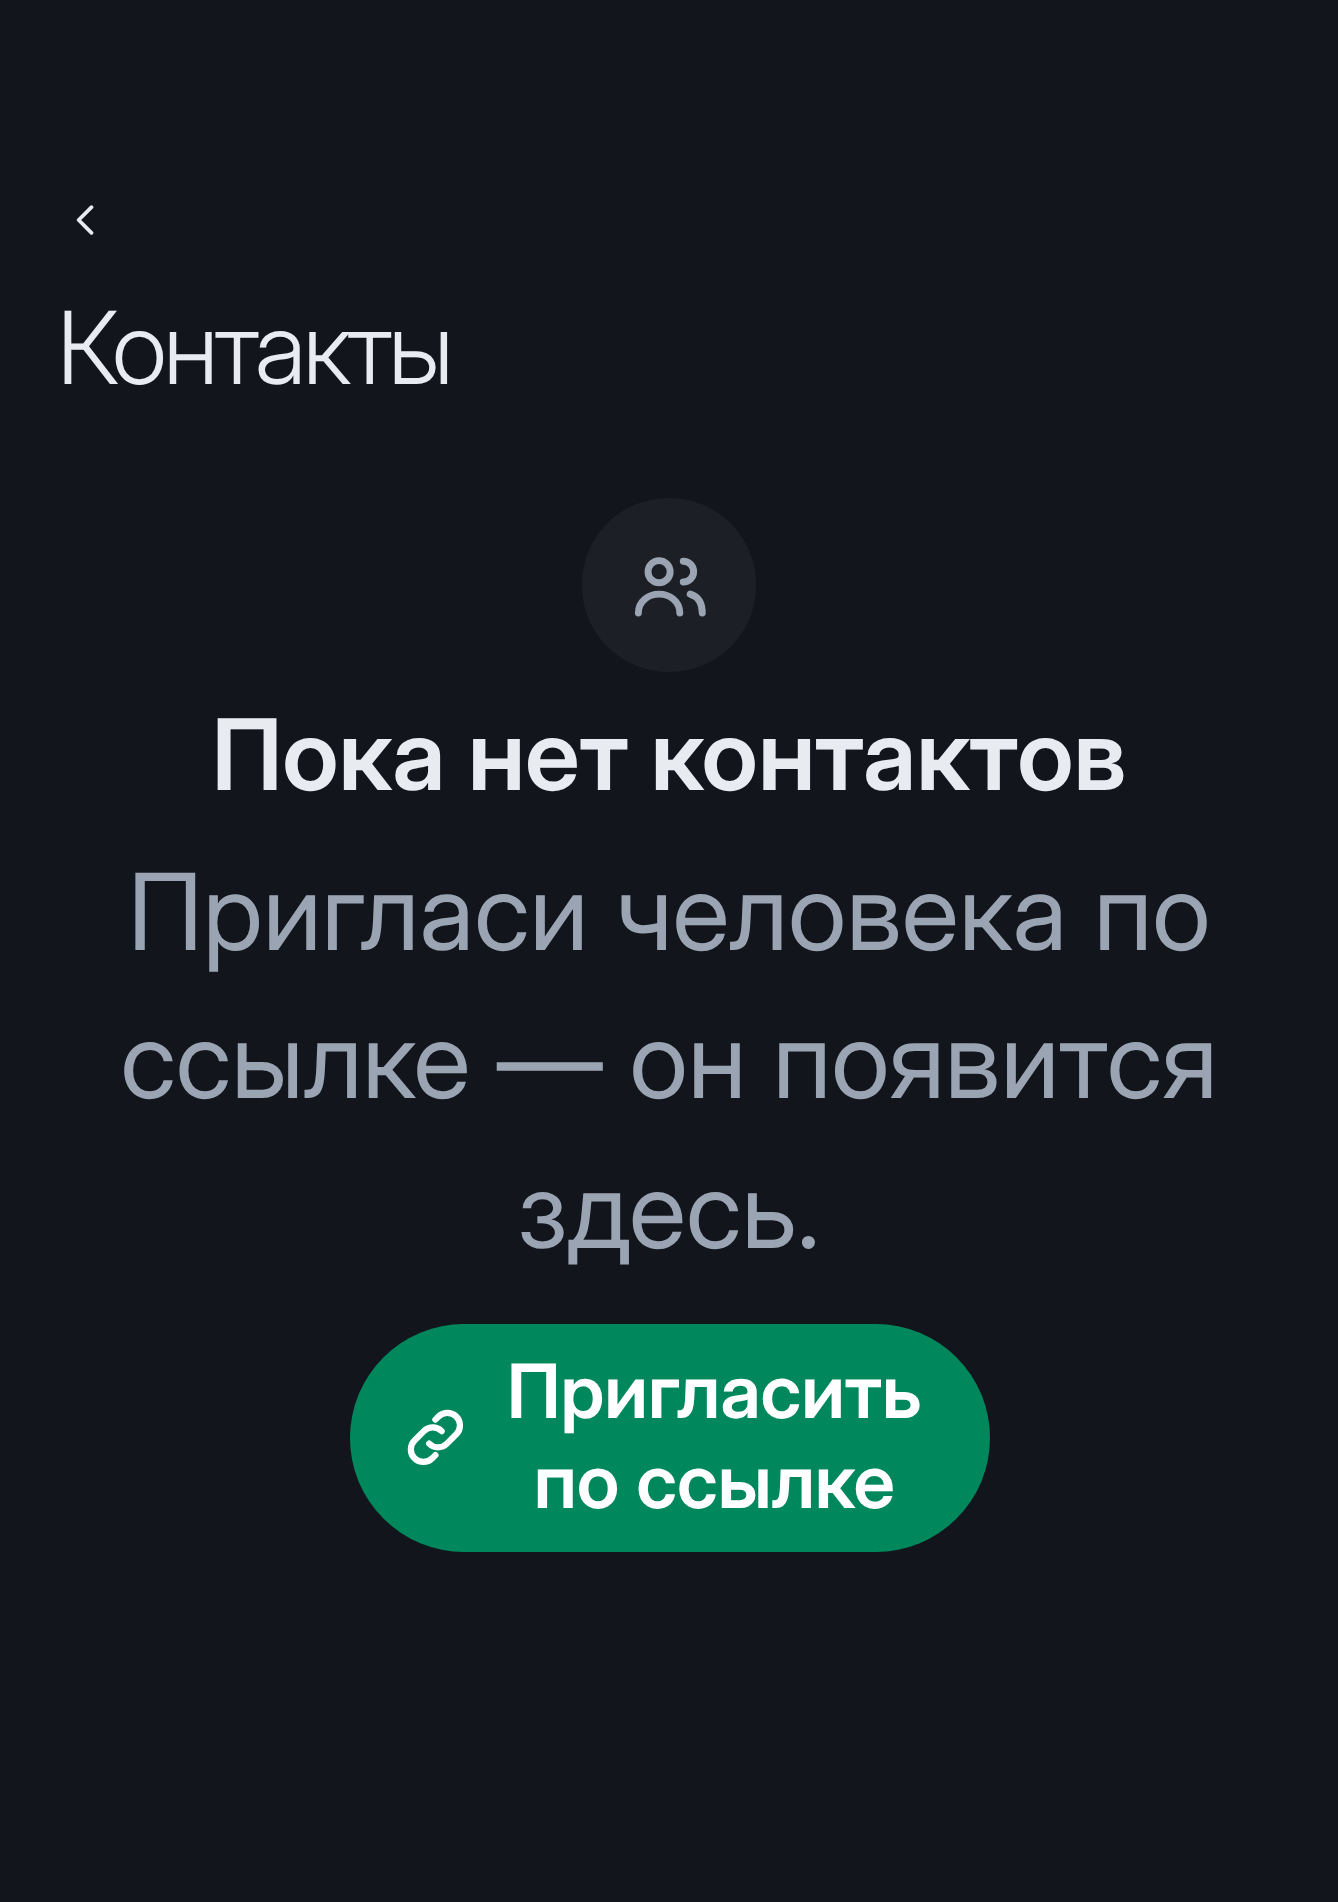 Контакты
Пока нет контактов
Пригласи человека по
ссылке — он появится
здесь.
Пригласить
по ссылке